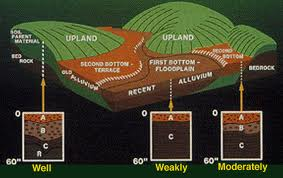 SOIL
PARENT
MATERIAL
BED
ROCK
UPLAND
UPLAND
SECOND BOTTOM -
TERRACE
OLD ALLUVIUM
FIRST BOTTOM -
FLOODPLAIN
SECOND
BOTTOM
RECENT ALLUVIUM
BEDROCK
0
A
B
C
R
60"
Well
0
A
C
60"
Weakly
0
A
B
C
60"
Moderately